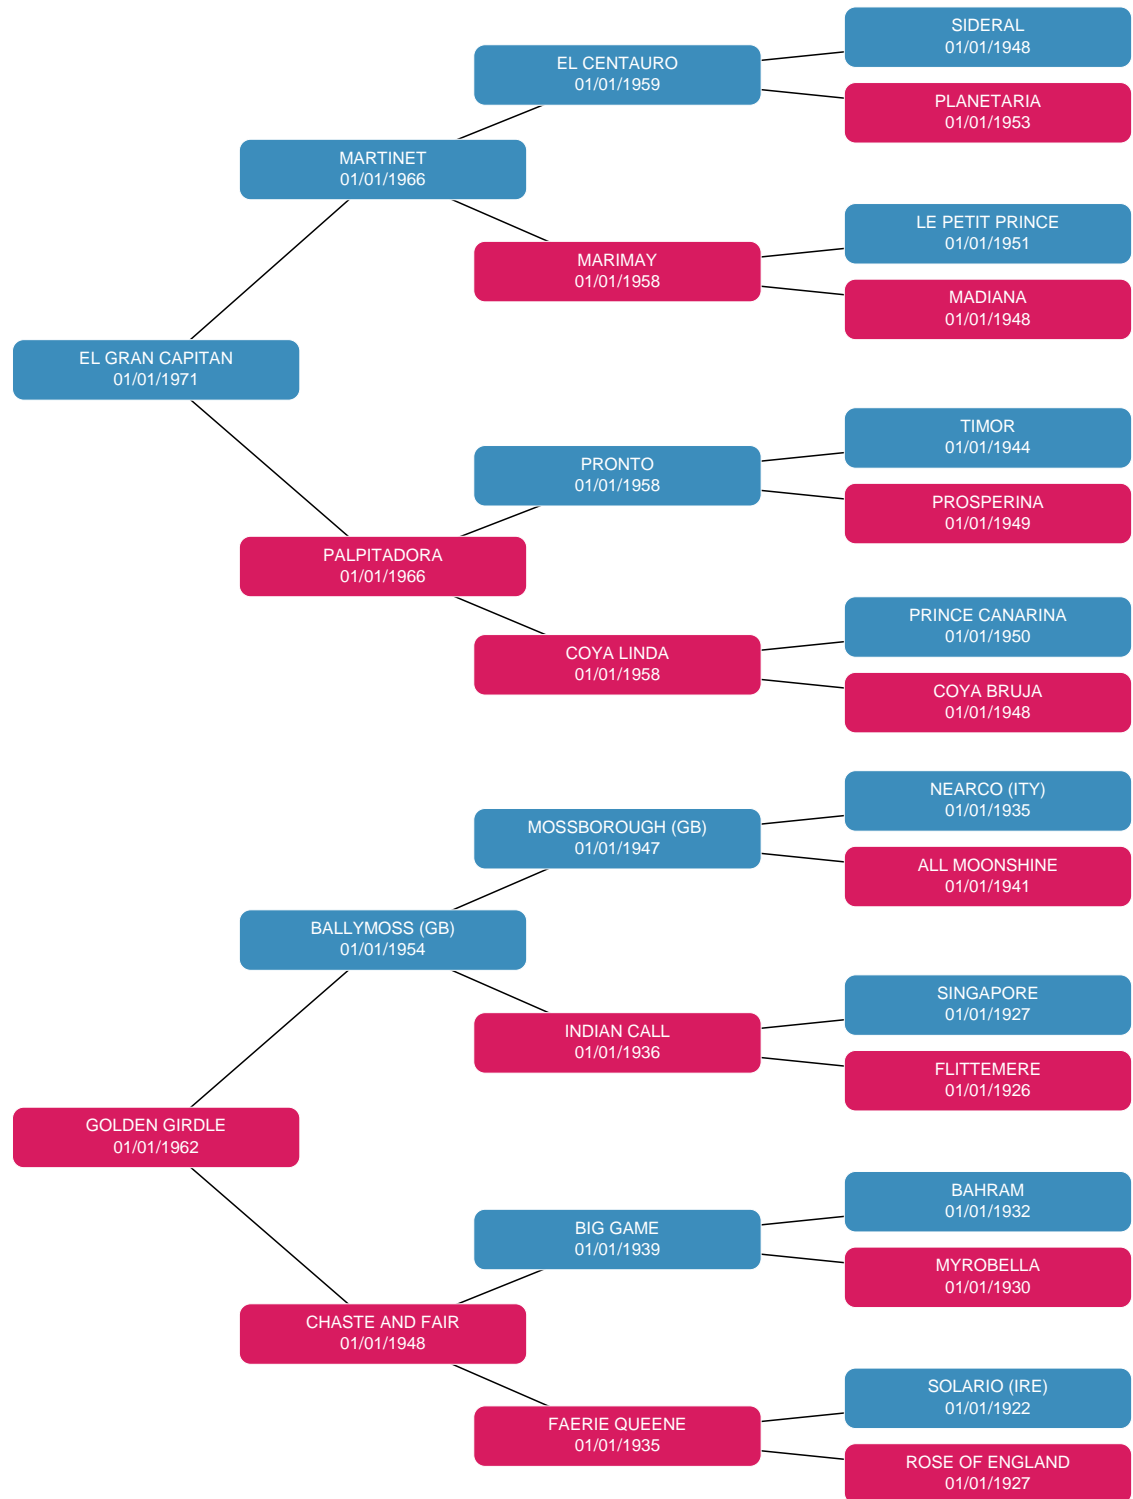 SIDERAL
01/01/1948
EL CENTAURO
01/01/1959
PLANETARIA
01/01/1953
MARTINET
01/01/1966
LE PETIT PRINCE
01/01/1951
MARIMAY
01/01/1958
MADIANA
01/01/1948
EL GRAN CAPITAN
01/01/1971
TIMOR
01/01/1944
PRONTO
01/01/1958
PROSPERINA
01/01/1949
PALPITADORA
01/01/1966
PRINCE CANARINA
01/01/1950
COYA LINDA
01/01/1958
COYA BRUJA
01/01/1948
NEARCO (ITY)
01/01/1935
MOSSBOROUGH (GB)
01/01/1947
ALL MOONSHINE
01/01/1941
BALLYMOSS (GB)
01/01/1954
SINGAPORE
01/01/1927
INDIAN CALL
01/01/1936
FLITTEMERE
01/01/1926
GOLDEN GIRDLE
01/01/1962
BAHRAM
01/01/1932
BIG GAME
01/01/1939
MYROBELLA
01/01/1930
CHASTE AND FAIR
01/01/1948
SOLARIO (IRE)
01/01/1922
FAERIE QUEENE
01/01/1935
ROSE OF ENGLAND
01/01/1927